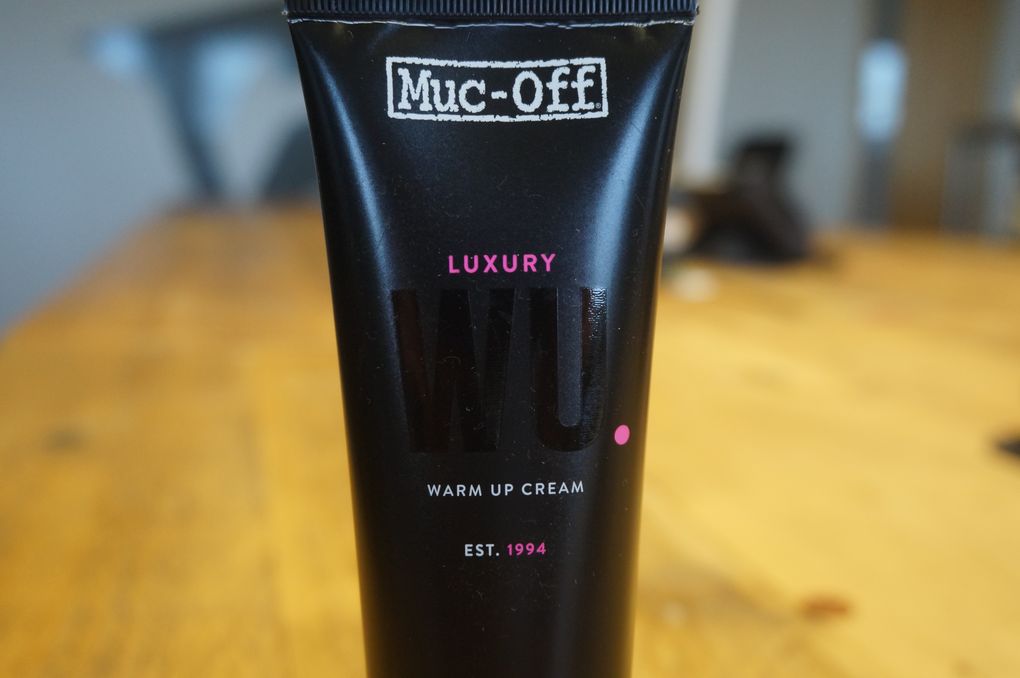 Muc-Off
LUXURY
WU.
WARM UP CREAM
EST. 1994